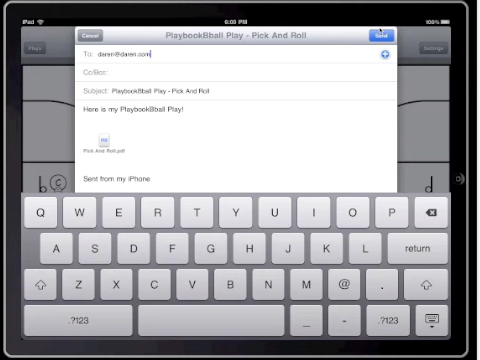 iPad 6:00 PM 100%
Plays Settings
Cancel PlaybookBball Play - Pick And Roll Send
To: daren@daren.com
Cc/Bcc:
Subject: PlaybookBball Play - Pick And Roll
Here is my PlaybookBball Play!
Pick And Roll.pdf
Sent from my iPhone
b C d
Q W E R T Y U I O P
A S D F G H J K L return
Z X C V B N M @ .
.?123 _ - .?123